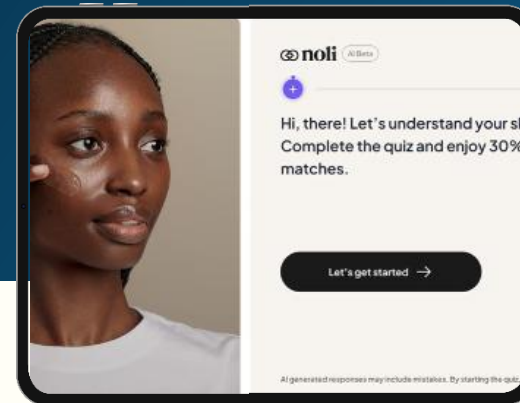 noli AI Beta
Hi, there! Let's understand your
Complete the quiz and enjoy 30%
matches.
Let's get started →
AI generated responses may include mistakes. By starting the quiz,